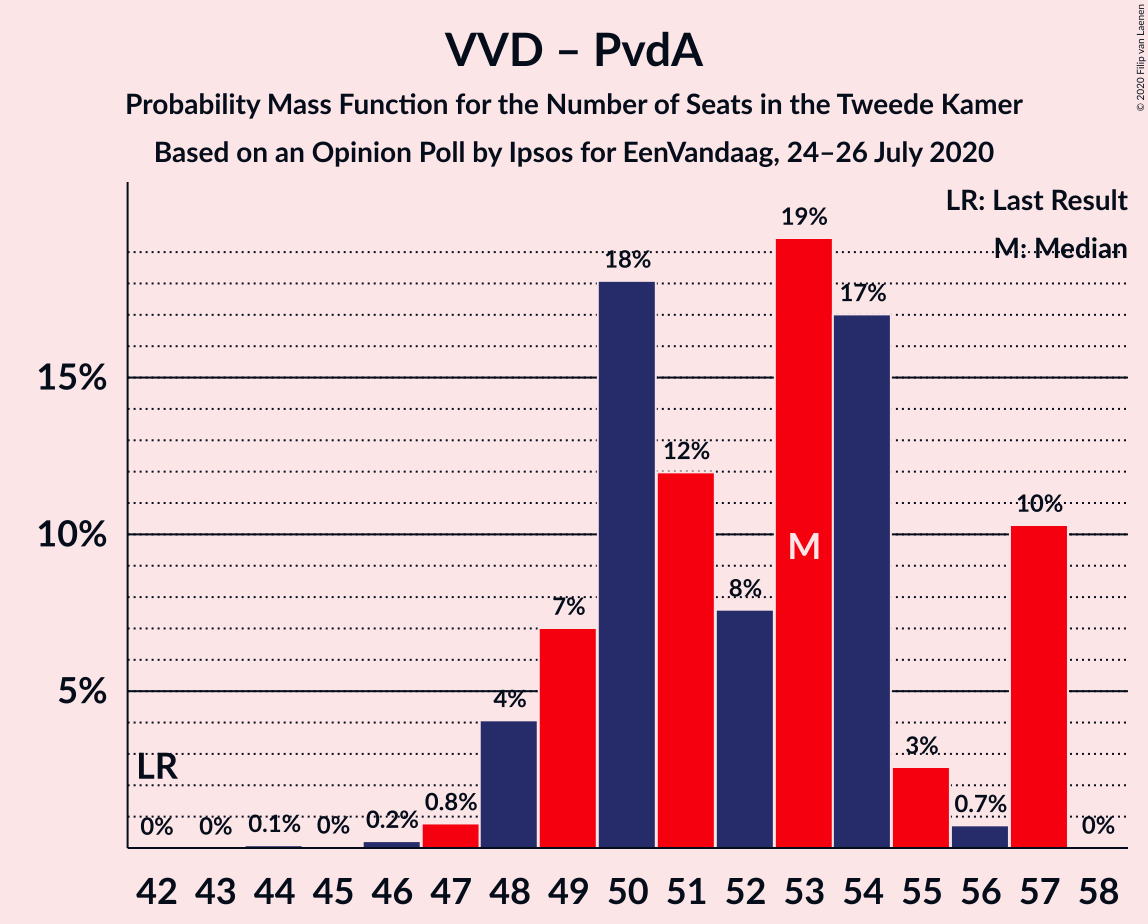 VVD – PvdA
Probability Mass Function for the Number of Seats in the Tweede Kamer
Based on an Opinion Poll by Ipsos for EenVandaag, 24–26 July 2020
© 2020 Filip van Laenen
LR: Last Result
M: Median
15%
10%
5%
LR
0%
0%
0.1%
0%
0.2%
0.8%
4%
7%
18%
12%
8%
19%
M
17%
3%
0.7%
10%
0%
42 43 44 45 46 47 48 49 50 51 52 53 54 55 56 57 58